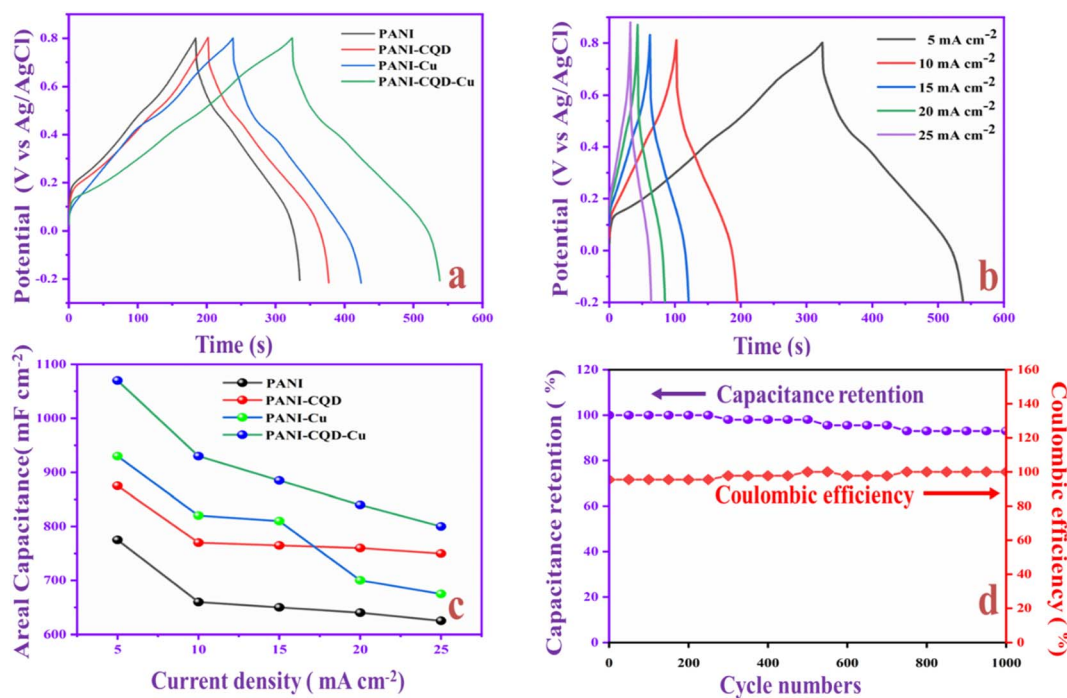 PANI
PANI-CQD
PANI-Cu
PANI-CQD-Cu
Potential (V vs Ag/AgCl)
0.8
0.6
0.4
0.2
0.0
-0.2
a
0 100 200 300 400 500 600
Time (s)
5 mA cm-2
10 mA cm-2
15 mA cm-2
20 mA cm-2
25 mA cm-2
Potential (V vs Ag/AgCl)
0.8
0.6
0.4
0.2
0.0
-0.2
b
0 100 200 300 400 500 600
Time (s)
PANI
PANI-CQD
PANI-Cu
PANI-CQD-Cu
Areal Capacitance( mF cm-2)
1100
1000
900
800
700
600
c
5 10 15 20 25
Current density ( mA cm-2)
Capacitance retention
Coulombic efficiency
Capacitance retention ( %)
120
100
80
60
40
20
0
Coulombic efficiency ( %)
160
140
120
100
80
60
40
20
0
d
0 200 400 600 800 1000
Cycle numbers